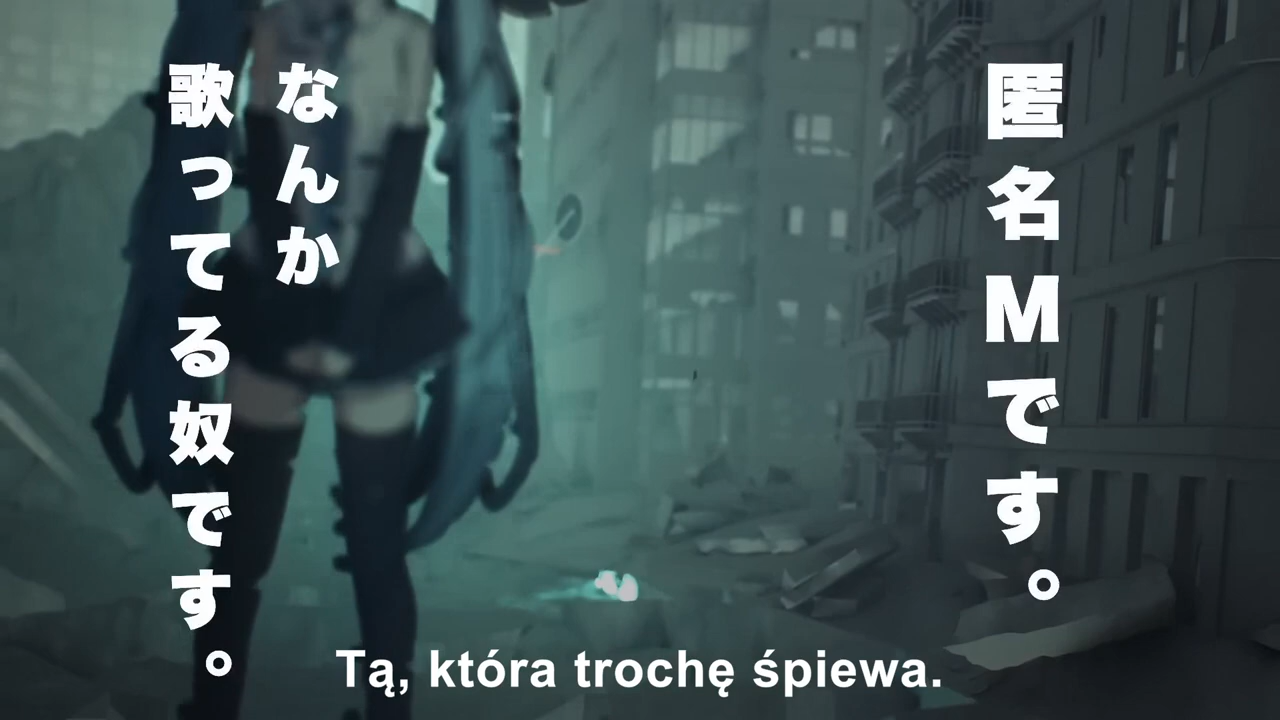 匿名Mです。
なんか
歌ってる奴です。
Tą, która trochę śpiewa.